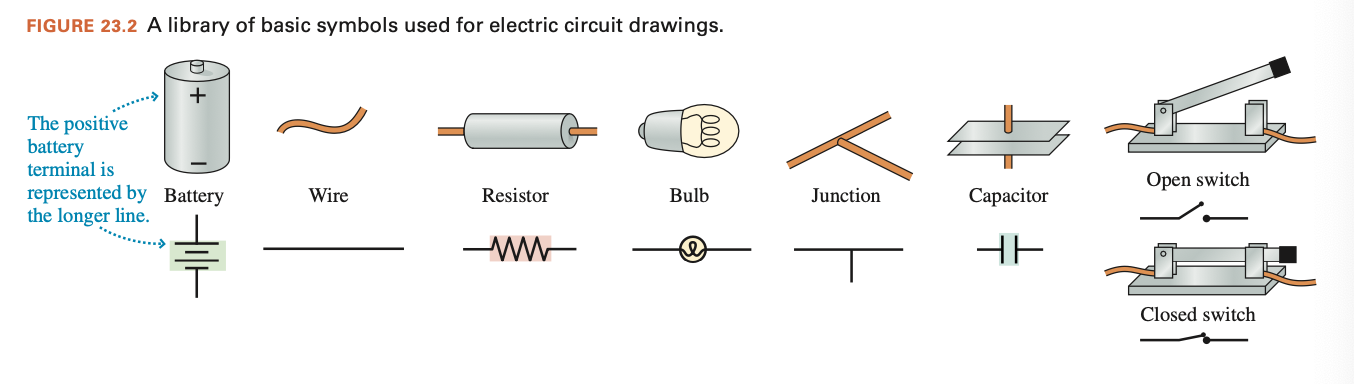 FIGURE 23.2 A library of basic symbols used for electric circuit drawings.
The positive
battery
terminal is
represented by
the longer line.
+
−
Battery
Wire
Resistor
Bulb
Junction
Capacitor
Open switch
Closed switch